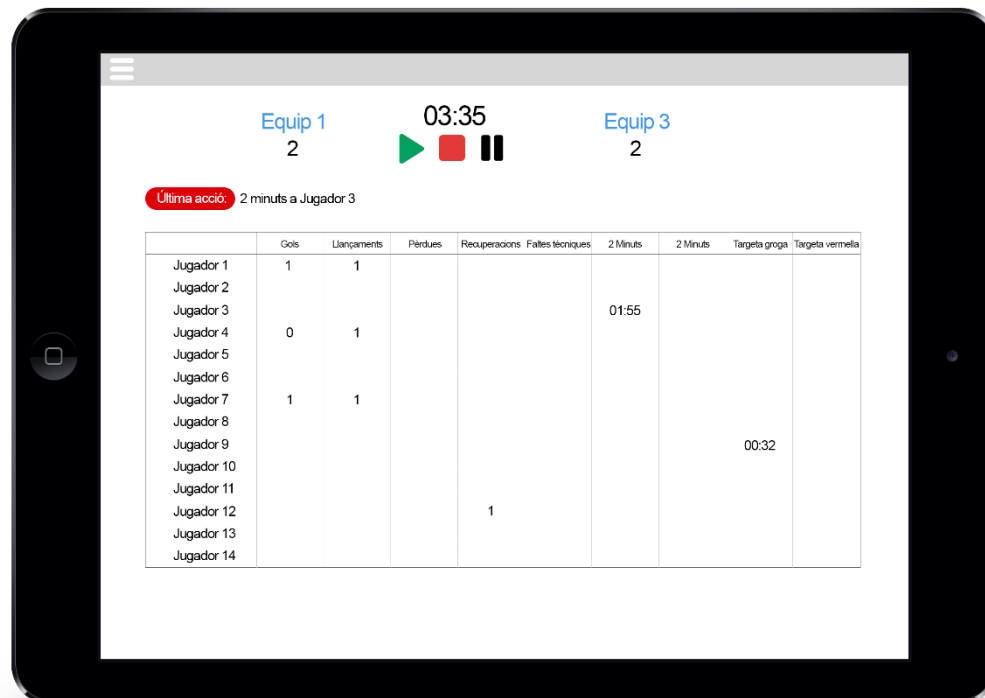 Equip 1 03:35 Equip 3
2 2
Última acció: 2 minuts a Jugador 3
Gols Llançaments Pèrdues Recuperacions Faltes tècniques 2 Minuts 2 Minuts Targeta groga Targeta vermella
Jugador 1 1 1
Jugador 2
Jugador 3 01:55
Jugador 4 0 1
Jugador 5
Jugador 6
Jugador 7 1 1
Jugador 8
Jugador 9 00:32
Jugador 10
Jugador 11
Jugador 12 1
Jugador 13
Jugador 14